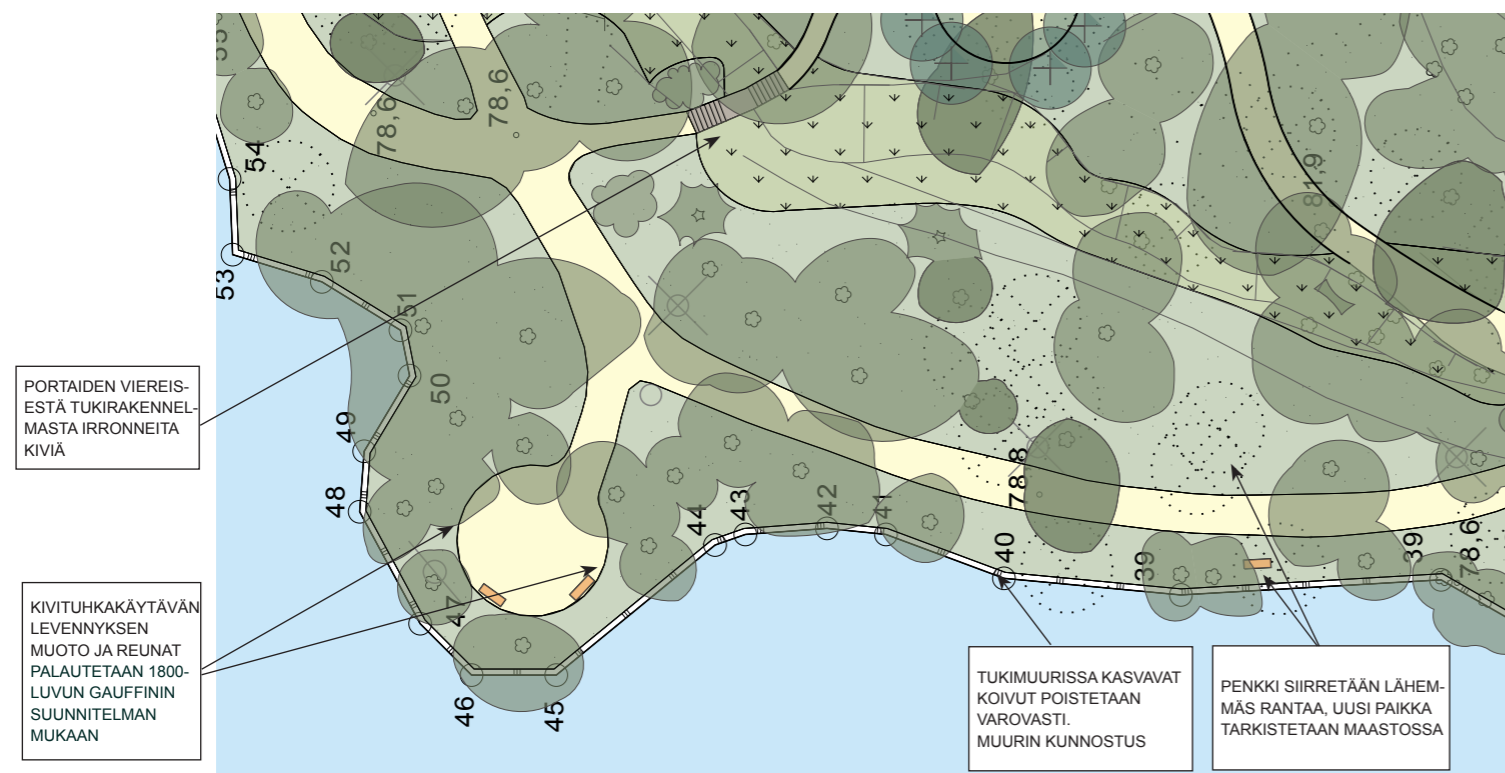 55
78,6
78,6
54
81,9
53
52
51
50
49
48
44
43
42
41
78,8
40
39
39
78,6
47
46
45
PORTAIDEN VIEREIS-
ESTÄ TUKIRAKENNEL-
MASTA IRRONNEITA
KIVIÄ
KIVITUHKAKÄYTÄVÄN
LEVENNYKSEN
MUOTO JA REUNAT
PALAUTETAAN 1800-
LUVUN GAUFFININ
SUUNNITELMAN
MUKAAN
TUKIMUURISSA KASVAVAT
KOIVUT POISTETAAN
VAROVASTI.
MUURIN KUNNOSTUS
PENKKI SIIRRETÄÄN LÄHEM-
MÄS RANTAA, UUSI PAIKKA
TARKISTETAAN MAASTOSSA